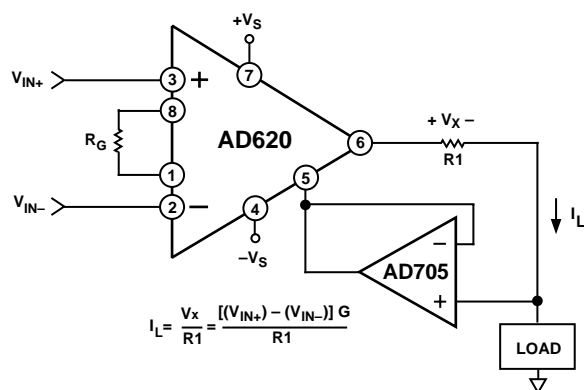 +VS
VIN+
3
+
7
8
RG
AD620
6
+ VX –
R1
1
5
2
–
4
VIN–
–VS
IL
–
AD705
+
IL = VX / R1 = [(VIN+) – (VIN–)] G / R1
LOAD